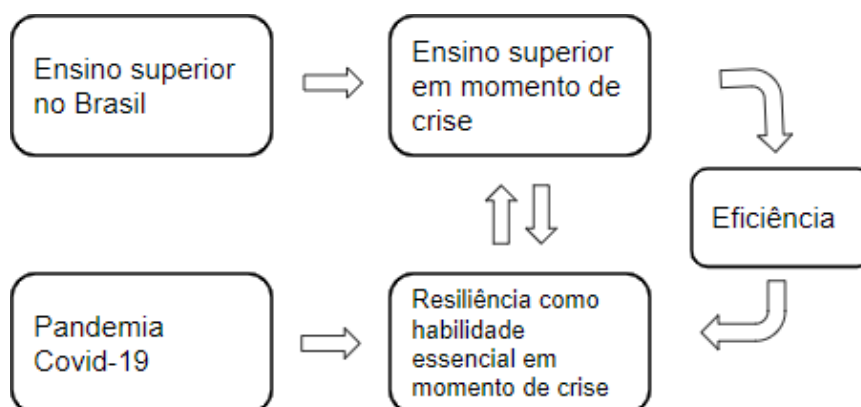 Ensino superior
no Brasil
Ensino superior
em momento de
crise
Eficiência
Pandemia
Covid-19
Resiliência como
habilidade
essencial em
momento de crise